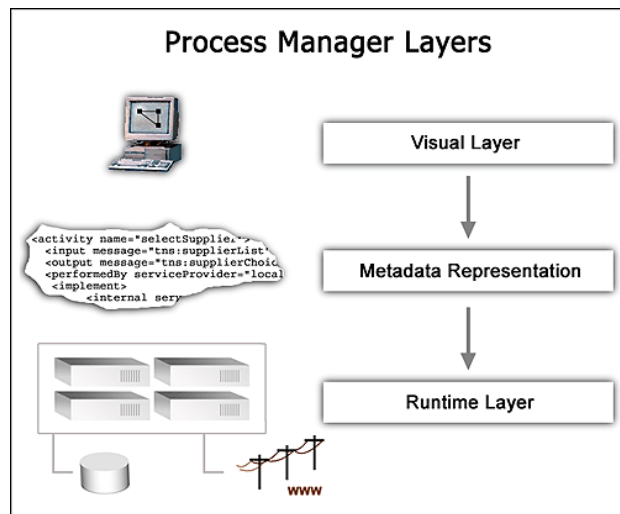 Process Manager Layers
Visual Layer
<activity name="selectSupplier">
<input message="tns:supplierList"
<output message="tns:supplierChoic
<performedBy serviceProvider="local
<implement>
<internal serv
Metadada Representation
Runtime Layer
www